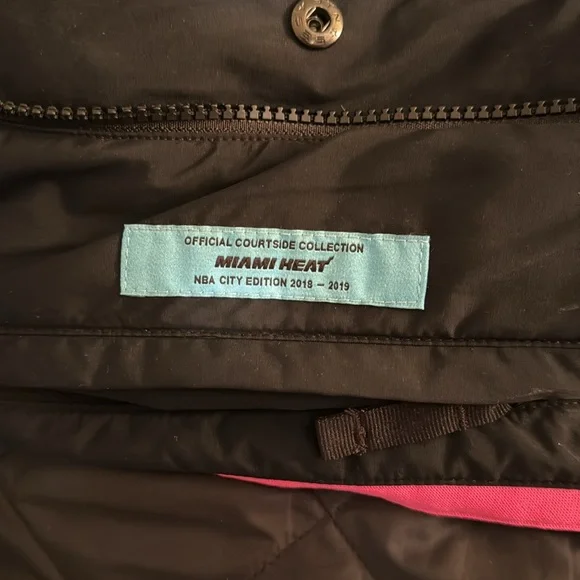 OFFICIAL COURTSIDE COLLECTION
MIAMI HEAT
NBA CITY EDITION 2018 – 2019